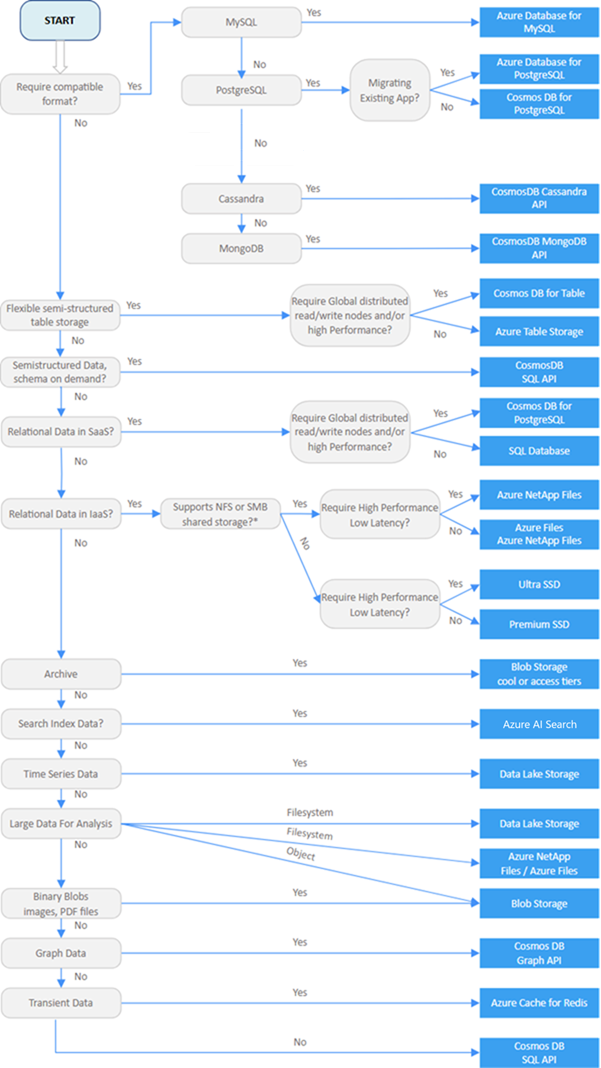 START
MySQL
Yes
Azure Database for
MySQL
No
Require compatible
format?
Yes
PostgreSQL
Yes
Migrating
Existing App?
Yes
Azure Database for
PostgreSQL
No
Cosmos DB for
PostgreSQL
No
No
Cassandra
Yes
CosmosDB Cassandra
API
No
MongoDB
Yes
CosmosDB MongoDB
API
Flexible semi-structured
table storage
Yes
Require Global distributed
read/write nodes and/or
high Performance?
Yes
Cosmos DB for Table
No
Azure Table Storage
No
Semistructured Data,
schema on demand?
Yes
CosmosDB
SQL API
No
Relational Data in SaaS?
Yes
Require Global distributed
read/write nodes and/or
high Performance?
Yes
Cosmos DB for
PostgreSQL
No
SQL Database
No
Relational Data in IaaS?
Yes
Supports NFS or SMB
shared storage?*
Yes
Require High Performance
Low Latency?
Yes
Azure NetApp Files
No
Azure Files
Azure NetApp Files
No
Require High Performance
Low Latency?
Yes
Ultra SSD
No
Premium SSD
No
Archive
Yes
Blob Storage
cool or access tiers
No
Search Index Data?
Yes
Azure AI Search
No
Time Series Data
Yes
Data Lake Storage
No
Large Data For Analysis
Filesystem
Data Lake Storage
Filesystem
Azure NetApp
Files / Azure Files
Object
No
Binary Blobs
images, PDF files
Yes
Blob Storage
No
Graph Data
Yes
Cosmos DB
Graph API
No
Transient Data
Yes
Azure Cache for Redis
No
Cosmos DB
SQL API